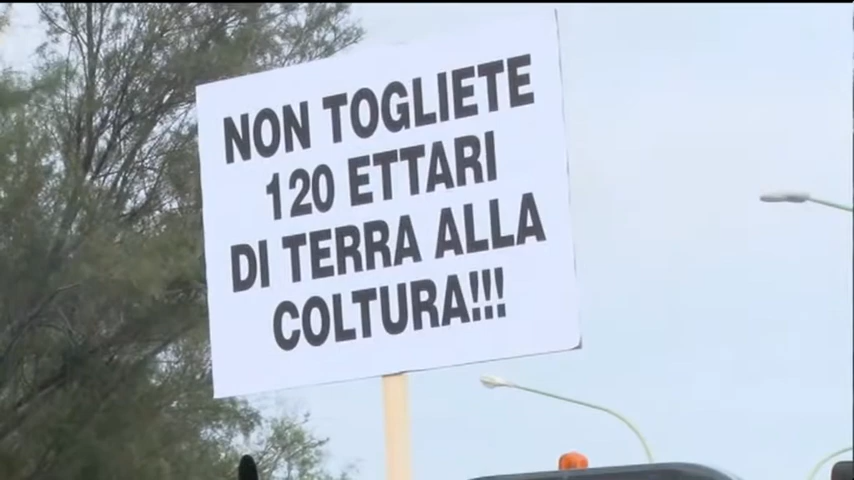 NON TOGLIETE
120 ETTARI
DI TERRA ALLA
COLTURA!!!